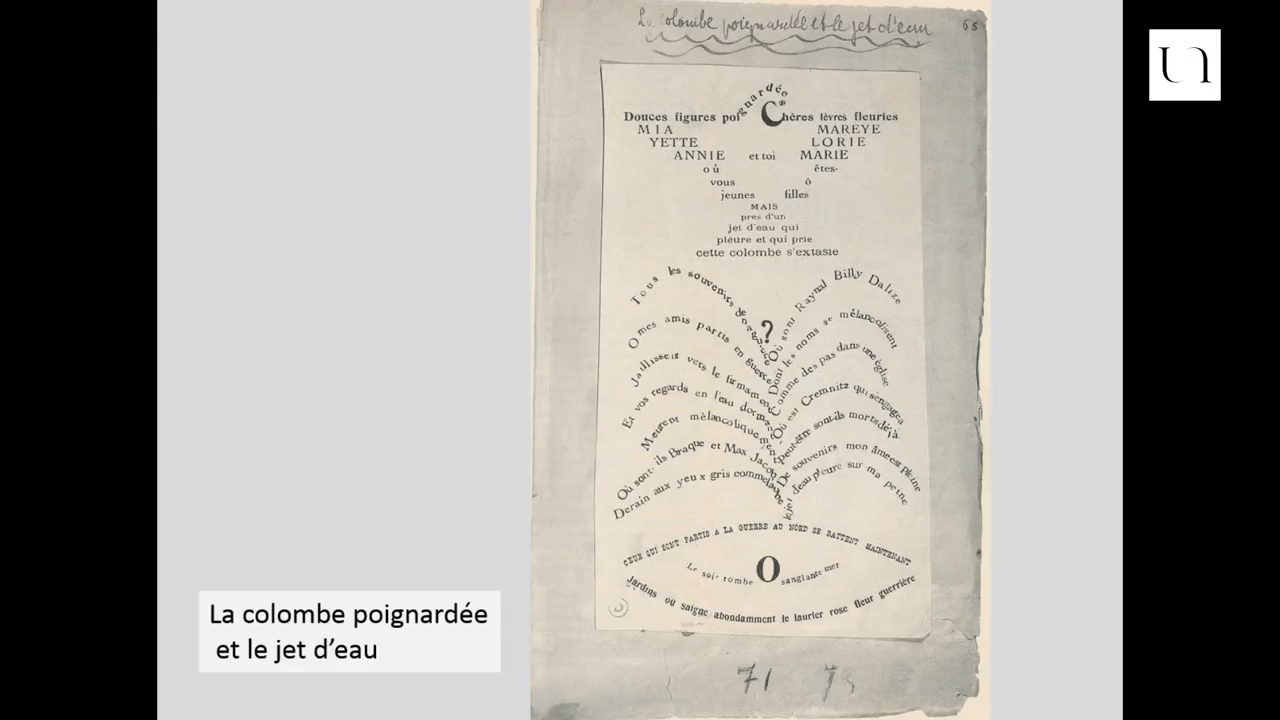 La colombe poignardée et le jet d'eau
65
Douces figures poignardées Chères lèvres fleuries
MIA MAREYE
YETTE LORIE
ANNIE et toi MARIE
où êtes-
vous ô
jeunes filles
MAIS
près d'un
jet d'eau qui
pleure et qui prie
cette colombe s'extasie
Tous les souvenirs de naguère
O mes amis partis en guerre
Jaillissent vers le firmament
Et vos regards en l'eau dormant
Meurent mélancoliquement
Où sont-ils Braque et Max Jacob
Derain aux yeux gris comme l'aube
?
Où sont Raynal Billy Dalize
Dont les noms se mélancolisent
Comme des pas dans une église
Où est Cremnitz qui s'engagea
Peut-être sont-ils morts déjà
De souvenirs mon âme est pleine
Le jet d'eau pleure sur ma peine
CEUX QUI SONT PARTIS A LA GUERRE AU NORD SE BATTENT MAINTENANT
Le soir tombe O sanglante mer
Jardins où saigne abondamment le laurier rose fleur guerrière
71
La colombe poignardée
et le jet d'eau